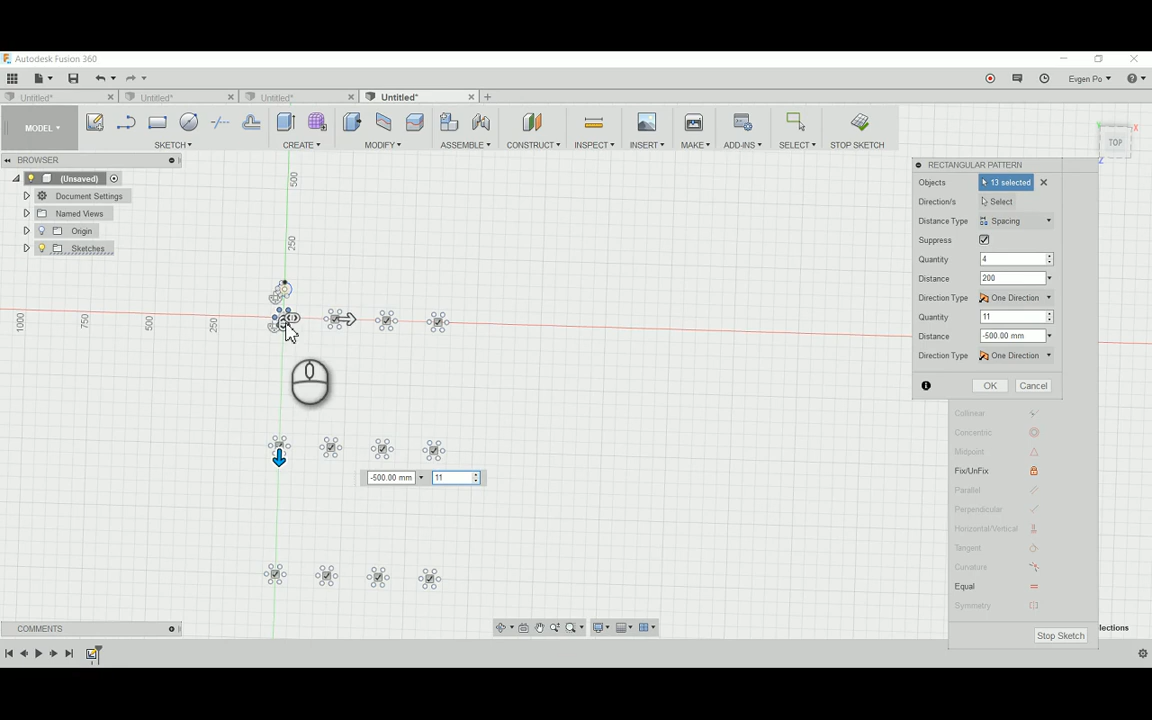 Autodesk Fusion 360
Evgen Po
Untitled*
Untitled*
Untitled*
Untitled*
MODEL
SKETCH
CREATE
MODIFY
ASSEMBLE
CONSTRUCT
INSPECT
INSERT
MAKE
ADD-INS
SELECT
STOP SKETCH
TOP
X
Z
BROWSER
(Unsaved)
Document Settings
Named Views
Origin
Sketches
500
250
1000
750
500
250
RECTANGULAR PATTERN
Objects 13 selected
Direction/s Select
Distance Type Spacing
Suppress
Quantity 4
Distance 200
Direction Type One Direction
Quantity 11
Distance -500.00 mm
Direction Type One Direction
OK Cancel
Collinear
Concentric
Midpoint
Fix/UnFix
Parallel
Perpendicular
Horizontal/Vertical
Tangent
Curvature
Equal
Symmetry
-500.00 mm 11
Stop Sketch
COMMENTS